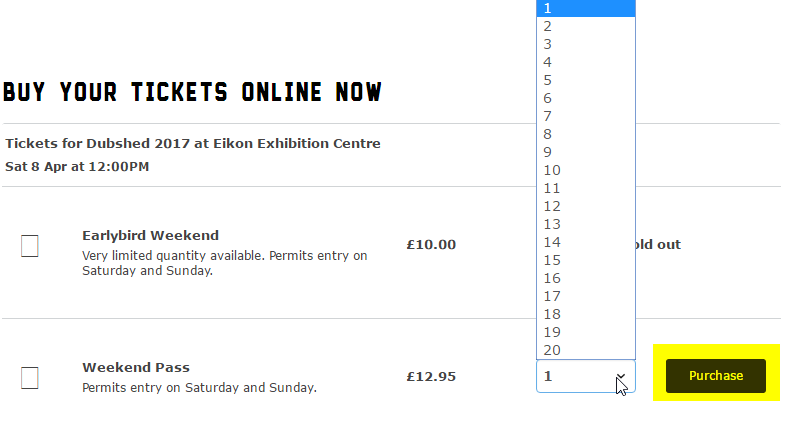 BUY YOUR TICKETS ONLINE NOW
Tickets for Dubshed 2017 at Eikon Exhibition Centre
Sat 8 Apr at 12:00PM
Earlybird Weekend
Very limited quantity available. Permits entry on
Saturday and Sunday.
£10.00
old out
Weekend Pass
Permits entry on Saturday and Sunday.
£12.95
1
2
3
4
5
6
7
8
9
10
11
12
13
14
15
16
17
18
19
20
1
Purchase